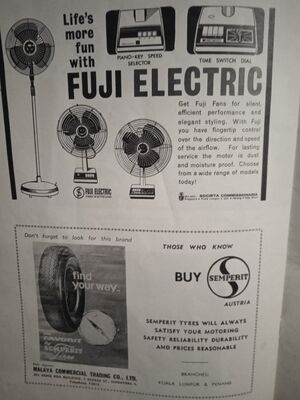 Life's
more
fun
with
PIANO-KEY SPEED
SELECTOR
TIME SWITCH DIAL
FUJI ELECTRIC
Get Fuji Fans for silent,
efficient performance and
elegant styling. With Fuji
you have fingertip control
over the direction and speed
of the airflow. For lasting
service the motor is dust
and moisture proof. Choose
from a wide range of models
today!
FUJI ELECTRIC
SOCIETA COMMISSIONARIA
Don't forget to look for this brand
find
your way.
FAVORIT
SEMPERIT
MALAYA COMMERCIAL TRADING CO., LTD.
THOSE WHO KNOW
BUY
SEMPERIT
AUSTRIA
SEMPERIT TYRES WILL ALWAYS
SATISFY YOUR MOTORING
SAFETY RELIABILITY DURABILITY
AND PRICES REASONABLE
BRANCHES:
KUALA LUMPUR & PENANG